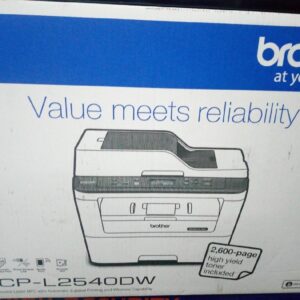 bro
at yo
Value meets reliability
brother
2,600-page
high yield
toner
included
CP-L2540DW